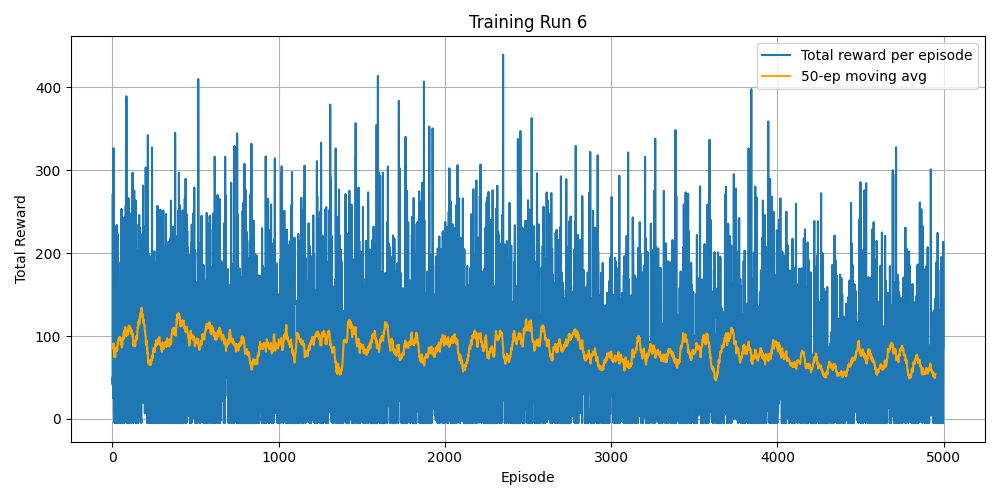 Training Run 6
Total reward per episode
50-ep moving avg
Total Reward
400
300
200
100
0
0 1000 2000 3000 4000 5000
Episode